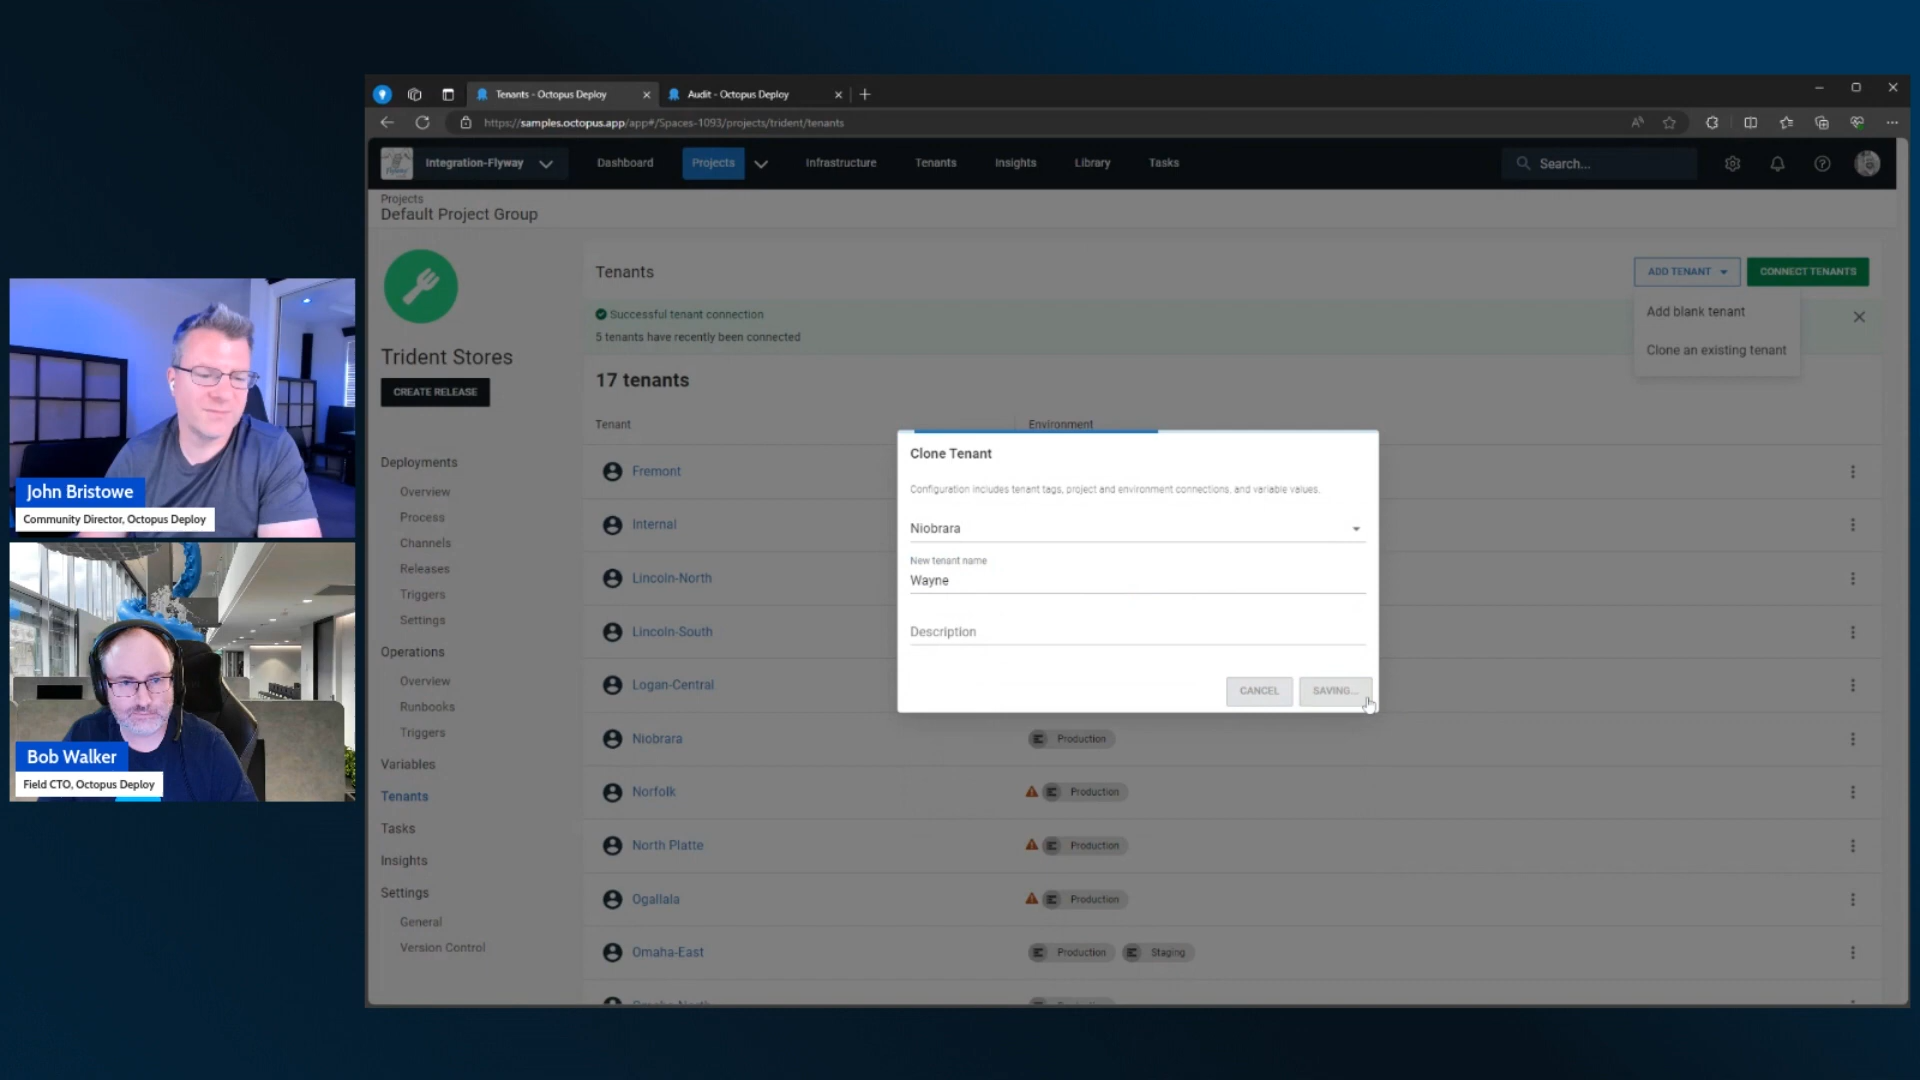 Tenants - Octopus Deploy
Audit - Octopus Deploy
https://samples.octopus.app/app#/Spaces-1093/projects/trident/tenants
Integration-Flyway
Dashboard
Projects
Infrastructure
Tenants
Insights
Library
Tasks
Search...
Projects
Default Project Group
Trident Stores
CREATE RELEASE
Deployments
Overview
Process
Channels
Releases
Triggers
Settings
Operations
Overview
Runbooks
Triggers
Variables
Tenants
Tasks
Insights
Settings
General
Version Control
Tenants
ADD TENANT
CONNECT TENANTS
Add blank tenant
Clone an existing tenant
Successful tenant connection
5 tenants have recently been connected
17 tenants
Tenant
Environment
Fremont
Internal
Lincoln-North
Lincoln-South
Logan-Central
Niobrara
Production
Norfolk
Production
North Platte
Production
Ogallala
Production
Omaha-East
Production
Staging
Clone Tenant
Configuration includes tenant tags, project and environment connections, and variable values.
Niobrara
New tenant name
Wayne
Description
CANCEL
SAVING...
John Bristowe
Community Director, Octopus Deploy
Bob Walker
Field CTO, Octopus Deploy